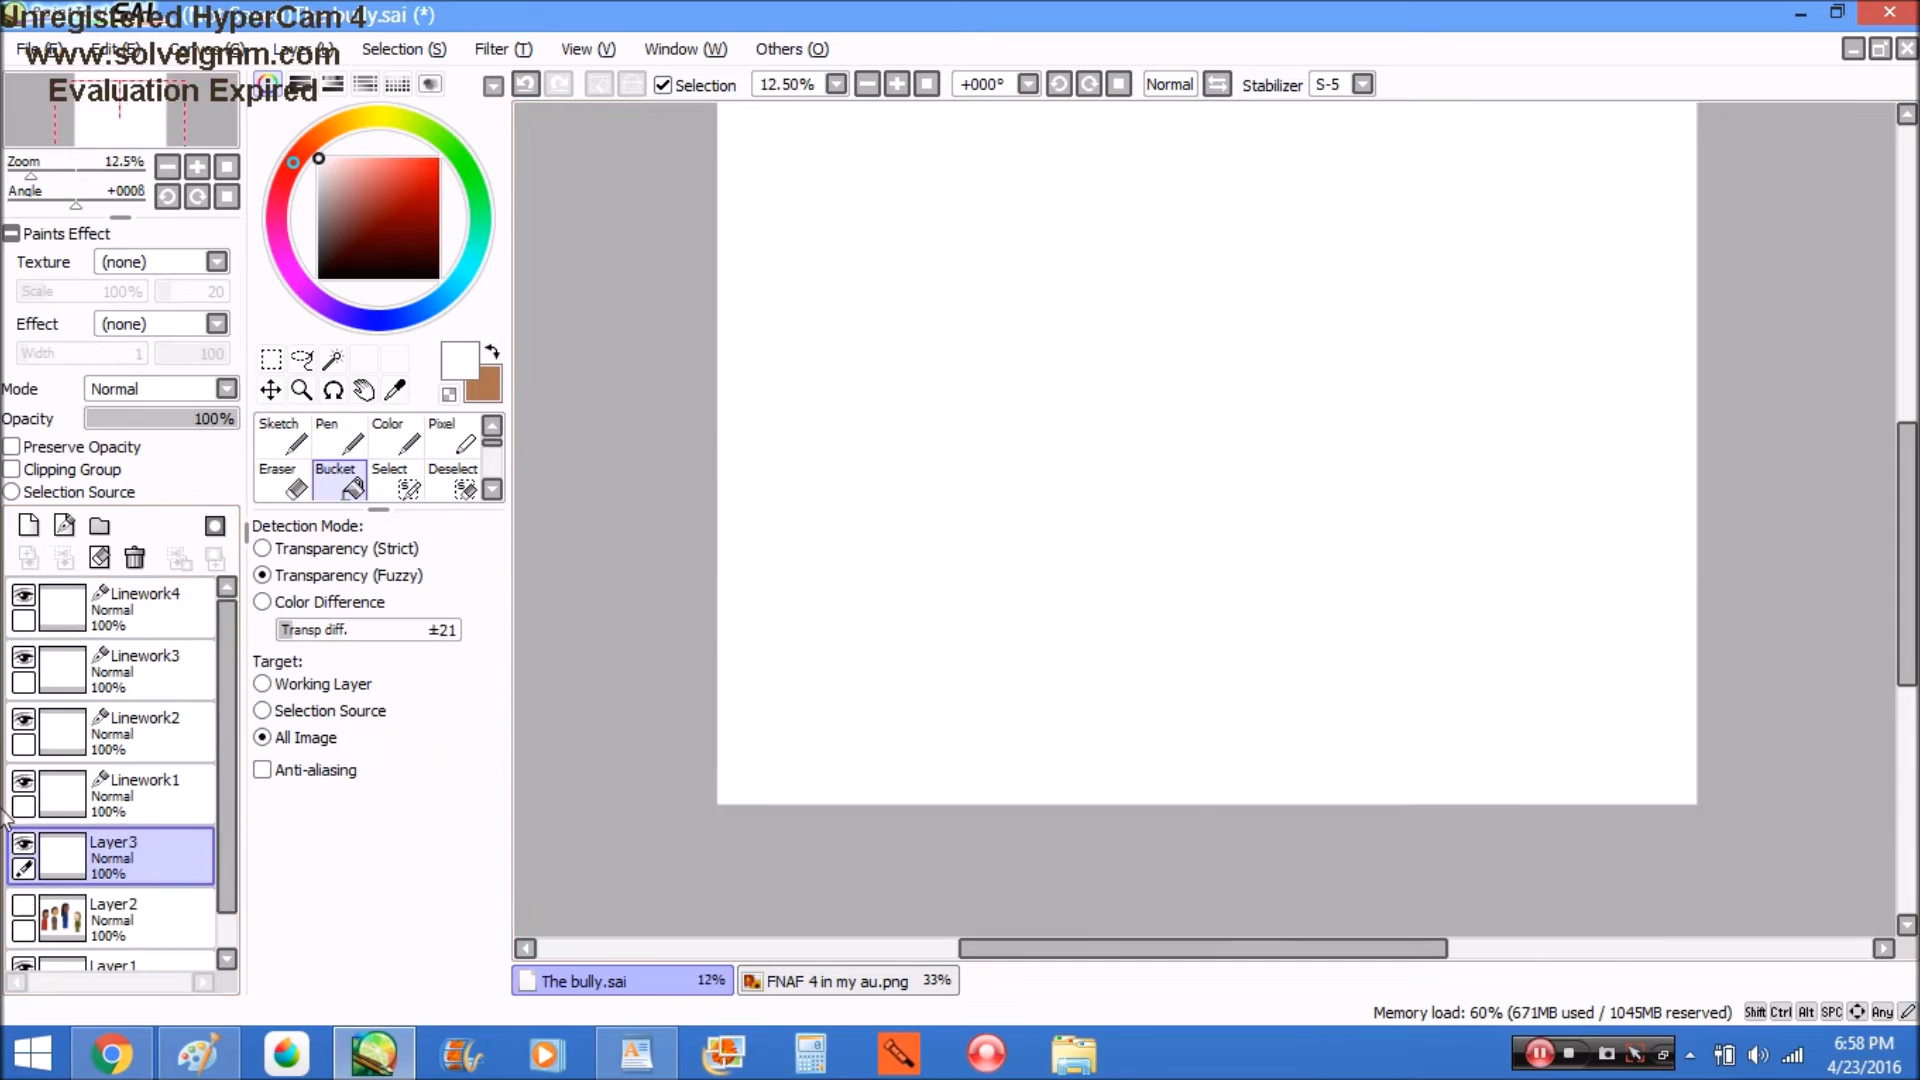 Unregistered HyperCam 4
www.solveigmm.com
Evaluation Expired
bully.sai (*)
Selection (S)
Filter (T)
View (V)
Window (W)
Others (O)
Selection
12.50%
+000º
Normal
Stabilizer
S-5
Zoom
12.5%
Angle
+000ß
Paints Effect
Texture
(none)
Scale
100%
20
Effect
(none)
Width
1
100
Mode
Normal
Opacity
100%
Preserve Opacity
Clipping Group
Selection Source
Sketch
Pen
Color
Pixel
Eraser
Bucket
Select
Deselect
Detection Mode:
Transparency (Strict)
Transparency (Fuzzy)
Color Difference
Transp diff.
±21
Target:
Working Layer
Selection Source
All Image
Anti-aliasing
Linework4
Normal
100%
Linework3
Normal
100%
Linework2
Normal
100%
Linework1
Normal
100%
Layer3
Normal
100%
Layer2
Normal
100%
Layer1
The bully.sai
12%
FNAF 4 in my au.png
33%
Memory load: 60% (671MB used / 1045MB reserved)
Shift Ctrl Alt SPC Any
6:58 PM
4/23/2016